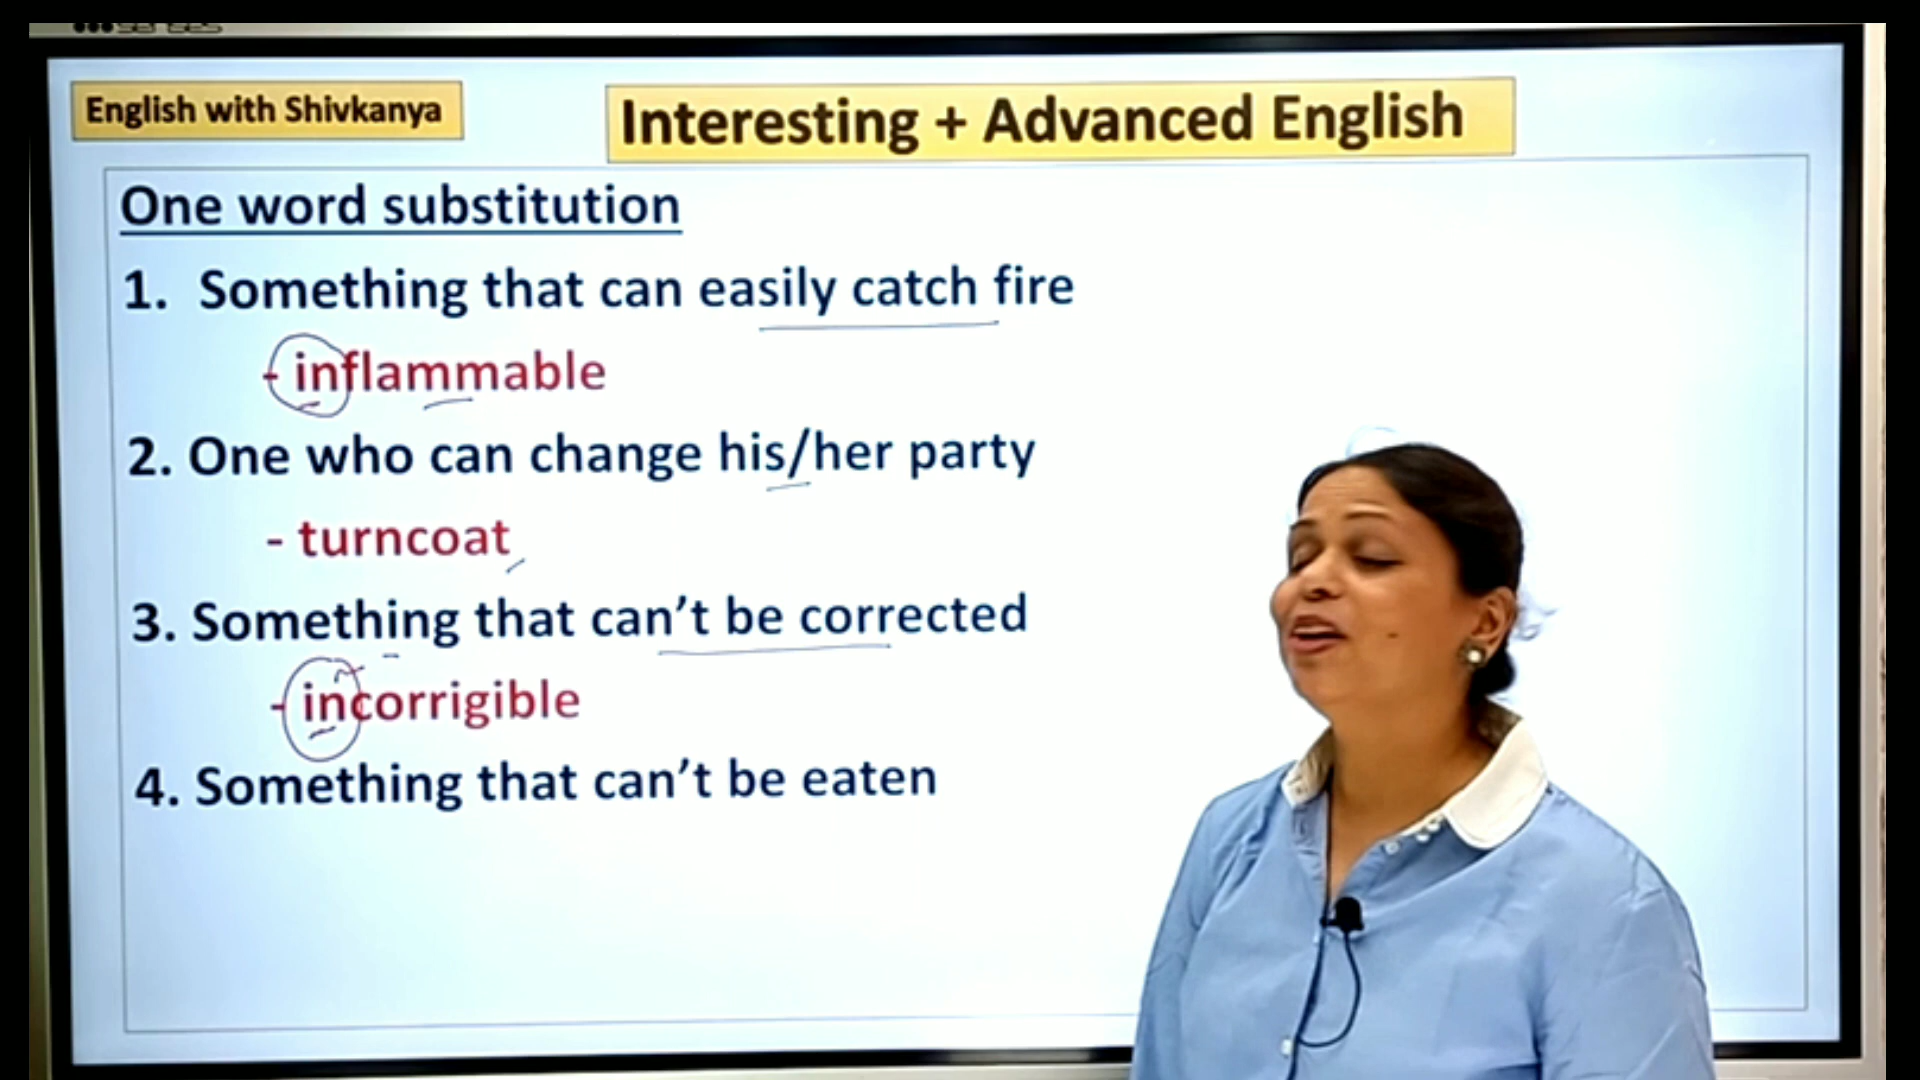 English with Shivkanya
Interesting + Advanced English
One word substitution
1. Something that can easily catch fire
- inflammable
2. One who can change his/her party
- turncoat
3. Something that can't be corrected
- incorrigible
4. Something that can't be eaten